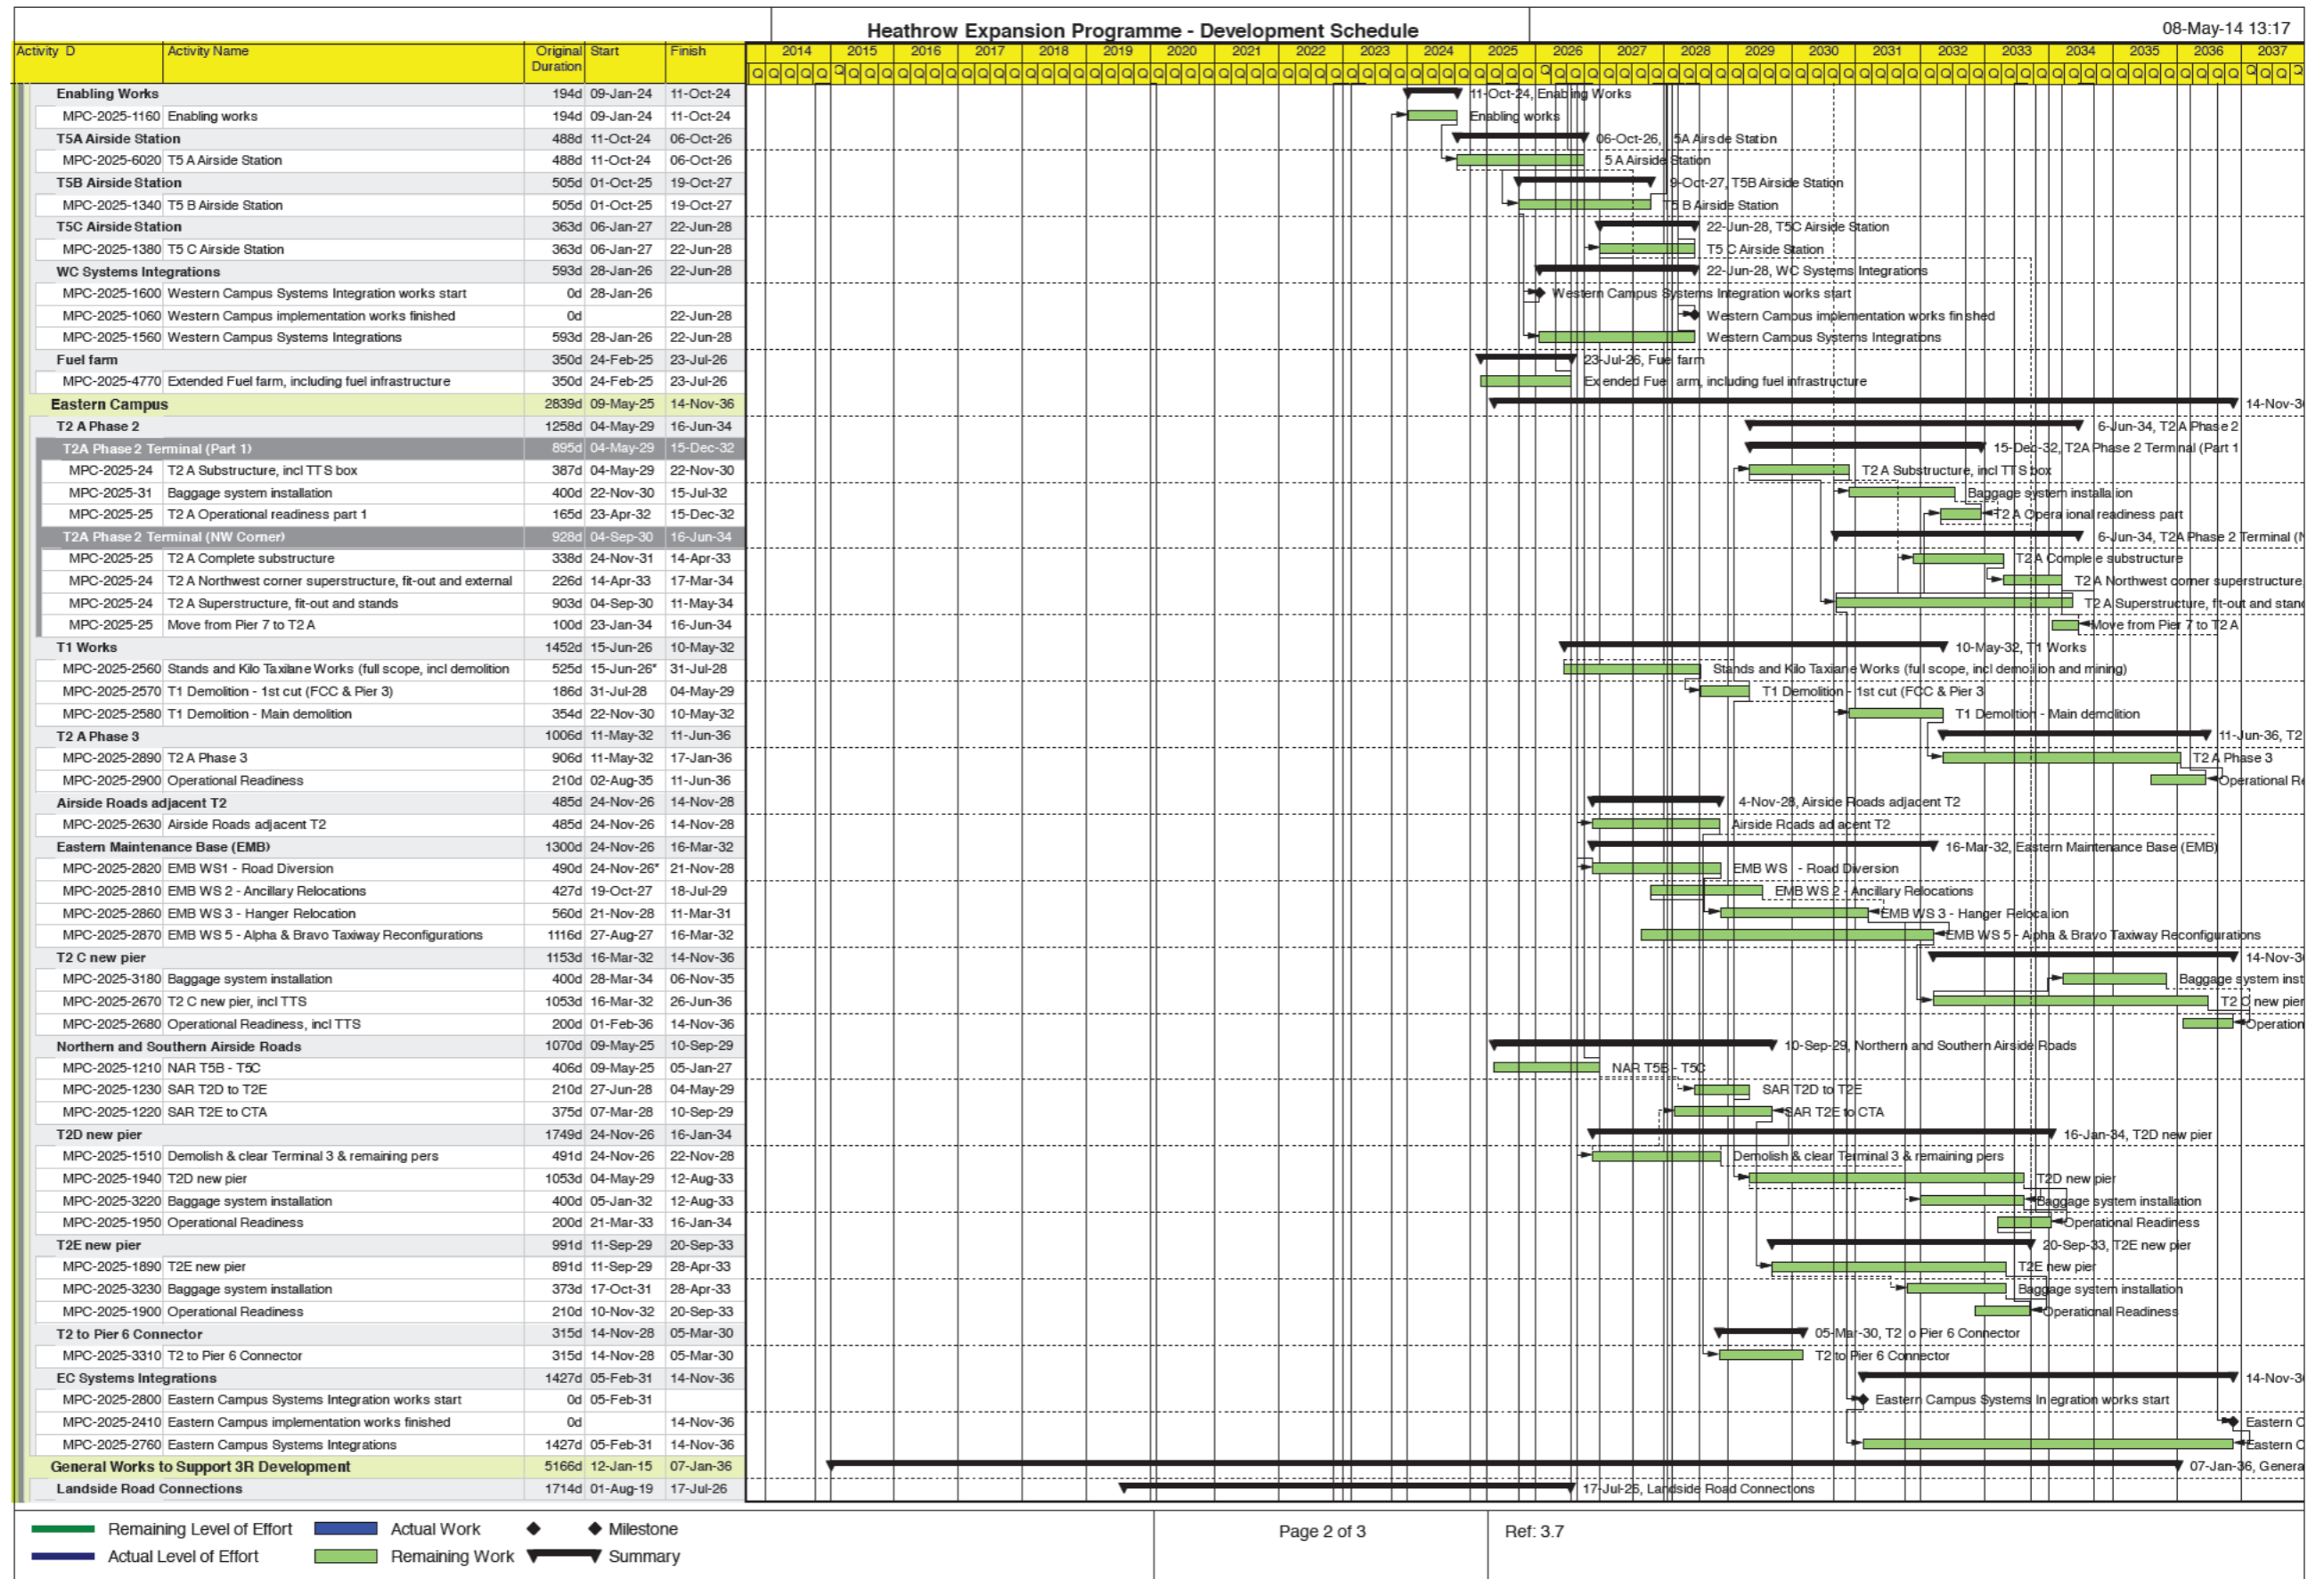 Heathrow Expansion Programme - Development Schedule
08-May-14 13:17
Activity D Activity Name Original Duration Start Finish 2014 2015 2016 2017 2018 2019 2020 2021 2022 2023 2024 2025 2026 2027 2028 2029 2030 2031 2032 2033 2034 2035 2036 2037
Enabling Works 194d 09-Jan-24 11-Oct-24 11-Oct-24, Enab ing Works
MPC-2025-1160 Enabling works 194d 09-Jan-24 11-Oct-24 Enabling works
T5A Airside Station 488d 11-Oct-24 06-Oct-26 06-Oct-26, 5A Airs de Station
MPC-2025-6020 T5 A Airside Station 488d 11-Oct-24 06-Oct-26 5 A Airside Station
T5B Airside Station 505d 01-Oct-25 19-Oct-27 9-Oct-27, T5B Airside Station
MPC-2025-1340 T5 B Airside Station 505d 01-Oct-25 19-Oct-27 T5 B Airside Station
T5C Airside Station 363d 06-Jan-27 22-Jun-28 22-Jun-28, T5C Airside Station
MPC-2025-1380 T5 C Airside Station 363d 06-Jan-27 22-Jun-28 T5 C Airside Station
WC Systems Integrations 593d 28-Jan-26 22-Jun-28 22-Jun-28, WC Systems Integrations
MPC-2025-1600 Western Campus Systems Integration works start 0d 28-Jan-26 Western Campus Systems Integration works start
MPC-2025-1060 Western Campus implementation works finished 0d 22-Jun-28 Western Campus implementation works fin shed
MPC-2025-1560 Western Campus Systems Integrations 593d 28-Jan-26 22-Jun-28 Western Campus Systems Integrations
Fuel farm 350d 24-Feb-25 23-Jul-26 23-Jul-26, Fue farm
MPC-2025-4770 Extended Fuel farm, including fuel infrastructure 350d 24-Feb-25 23-Jul-26 Ex ended Fue arm, including fuel infrastructure
Eastern Campus 2839d 09-May-25 14-Nov-36 14-Nov-3
T2 A Phase 2 1258d 04-May-29 16-Jun-34 6-Jun-34, T2 A Phase 2
T2A Phase 2 Terminal (Part 1) 895d 04-May-29 15-Dec-32 15-Dec-32, T2A Phase 2 Terminal (Part 1
MPC-2025-24 T2 A Substructure, incl TTS box 387d 04-May-29 22-Nov-30 T2 A Substructure, incl TTS box
MPC-2025-31 Baggage system installation 400d 22-Nov-30 15-Jul-32 Baggage system installa ion
MPC-2025-25 T2 A Operational readiness part 1 165d 23-Apr-32 15-Dec-32 T2 A Opera ional readiness part
T2A Phase 2 Terminal (NW Corner) 928d 04-Sep-30 16-Jun-34 6-Jun-34, T2A Phase 2 Terminal (N
MPC-2025-25 T2 A Complete substructure 338d 24-Nov-31 14-Apr-33 T2 A Complete substructure
MPC-2025-24 T2 A Northwest corner superstructure, fit-out and external 226d 14-Apr-33 17-Mar-34 T2 A Northwest corner superstructure
MPC-2025-24 T2 A Superstructure, fit-out and stands 903d 04-Sep-30 11-May-34 T2 A Superstructure, fit-out and stand
MPC-2025-25 Move from Pier 7 to T2 A 100d 23-Jan-34 16-Jun-34 Move from Pier 7 to T2 A
T1 Works 1452d 15-Jun-26 10-May-32 10-May-32, T1 Works
MPC-2025-2560 Stands and Kilo Taxilane Works (full scope, incl demolition 525d 15-Jun-26* 31-Jul-28 Stands and Kilo Taxilane Works (full scope, incl demolition and mining)
MPC-2025-2570 T1 Demolition - 1st cut (FCC & Pier 3) 186d 31-Jul-28 04-May-29 T1 Demolition - 1st cut (FCC & Pier 3
MPC-2025-2580 T1 Demolition - Main demolition 354d 22-Nov-30 10-May-32 T1 Demolition - Main demolition
T2 A Phase 3 1006d 11-May-32 11-Jun-36 11-Jun-36, T2
MPC-2025-2890 T2 A Phase 3 906d 11-May-32 17-Jan-36 T2 A Phase 3
MPC-2025-2900 Operational Readiness 210d 02-Aug-35 11-Jun-36 Operational Re
Airside Roads adjacent T2 485d 24-Nov-26 14-Nov-28 4-Nov-28, Airside Roads adjacent T2
MPC-2025-2630 Airside Roads adjacent T2 485d 24-Nov-26 14-Nov-28 Airside Roads ad acent T2
Eastern Maintenance Base (EMB) 1300d 24-Nov-26 16-Mar-32 16-Mar-32, Eastern Maintenance Base (EMB)
MPC-2025-2820 EMB WS1 - Road Diversion 490d 24-Nov-26* 21-Nov-28 EMB WS - Road Diversion
MPC-2025-2810 EMB WS 2 - Ancillary Relocations 427d 19-Oct-27 18-Jul-29 EMB WS 2 - Ancillary Relocations
MPC-2025-2860 EMB WS 3 - Hanger Relocation 560d 21-Nov-28 11-Mar-31 EMB WS 3 - Hanger Reloca ion
MPC-2025-2870 EMB WS 5 - Alpha & Bravo Taxiway Reconfigurations 1116d 27-Aug-27 16-Mar-32 EMB WS 5 - Alpha & Bravo Taxiway Reconfigurations
T2 C new pier 1153d 16-Mar-32 14-Nov-36 14-Nov-3
MPC-2025-3180 Baggage system installation 400d 28-Mar-34 06-Nov-35 Baggage system inst
MPC-2025-2670 T2 C new pier, incl TTS 1053d 16-Mar-32 26-Jun-36 T2 C new pier
MPC-2025-2680 Operational Readiness, incl TTS 200d 01-Feb-36 14-Nov-36 Operation
Northern and Southern Airside Roads 1070d 09-May-25 10-Sep-29 10-Sep-29, Northern and Southern Airside Roads
MPC-2025-1210 NAR T5B - T5C 406d 09-May-25 05-Jan-27 NAR T5B - T5C
MPC-2025-1230 SAR T2D to T2E 210d 27-Jun-28 04-May-29 SAR T2D to T2E
MPC-2025-1220 SAR T2E to CTA 375d 07-Mar-28 10-Sep-29 SAR T2E to CTA
T2D new pier 1749d 24-Nov-26 16-Jan-34 16-Jan-34, T2D new pier
MPC-2025-1510 Demolish & clear Terminal 3 & remaining pers 491d 24-Nov-26 22-Nov-28 Demolish & clear Terminal 3 & remaining pers
MPC-2025-1940 T2D new pier 1053d 04-May-29 12-Aug-33 T2D new pier
MPC-2025-3220 Baggage system installation 400d 05-Jan-32 12-Aug-33 Baggage system installation
MPC-2025-1950 Operational Readiness 200d 21-Mar-33 16-Jan-34 Operational Readiness
T2E new pier 991d 11-Sep-29 20-Sep-33 20-Sep-33, T2E new pier
MPC-2025-1890 T2E new pier 891d 11-Sep-29 28-Apr-33 T2E new pier
MPC-2025-3230 Baggage system installation 373d 17-Oct-31 28-Apr-33 Baggage system installation
MPC-2025-1900 Operational Readiness 210d 10-Nov-32 20-Sep-33 Operational Readiness
T2 to Pier 6 Connector 315d 14-Nov-28 05-Mar-30 05-Mar-30, T2 o Pier 6 Connector
MPC-2025-3310 T2 to Pier 6 Connector 315d 14-Nov-28 05-Mar-30 T2 to Pier 6 Connector
EC Systems Integrations 1427d 05-Feb-31 14-Nov-36 14-Nov-3
MPC-2025-2800 Eastern Campus Systems Integration works start 0d 05-Feb-31 Eastern Campus Systems In egration works start
MPC-2025-2410 Eastern Campus implementation works finished 0d 14-Nov-36 Eastern C
MPC-2025-2760 Eastern Campus Systems Integrations 1427d 05-Feb-31 14-Nov-36 Eastern C
General Works to Support 3R Development 5166d 12-Jan-15 07-Jan-36 07-Jan-36, Genera
Landside Road Connections 1714d 01-Aug-19 17-Jul-26 17-Jul-26, Landside Road Connections
Remaining Level of Effort Actual Work Milestone
Actual Level of Effort Remaining Work Summary
Page 2 of 3
Ref: 3.7